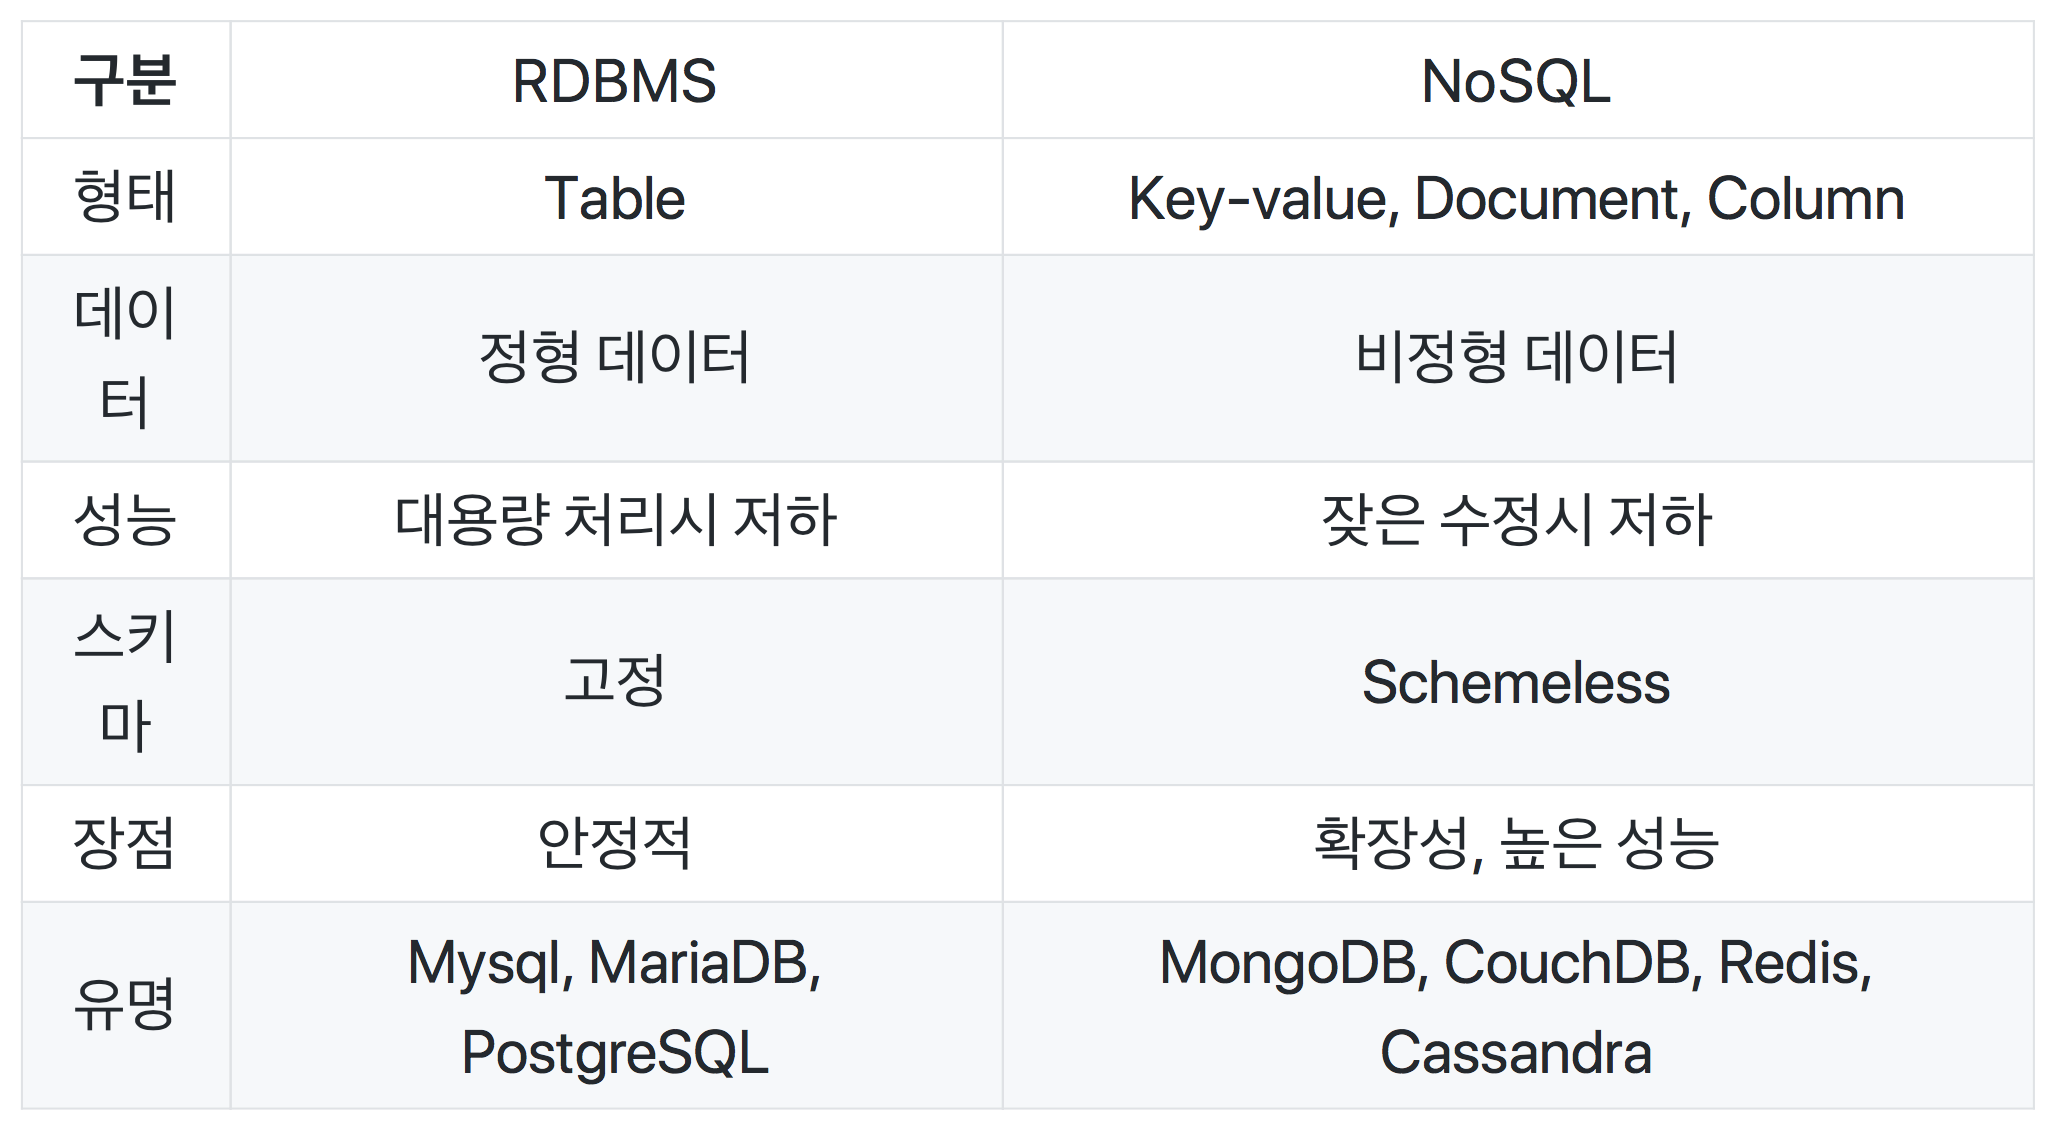 구분 RDBMS NoSQL
형태 Table Key-value, Document, Column
데이
터
정형 데이터 비정형 데이터
성능 대용량 처리시 저하 잦은 수정시 저하
스키
마
고정 Schemeless
장점 안정적 확장성, 높은 성능
유명
Mysql, MariaDB,
PostgreSQL
MongoDB, CouchDB, Redis,
Cassandra